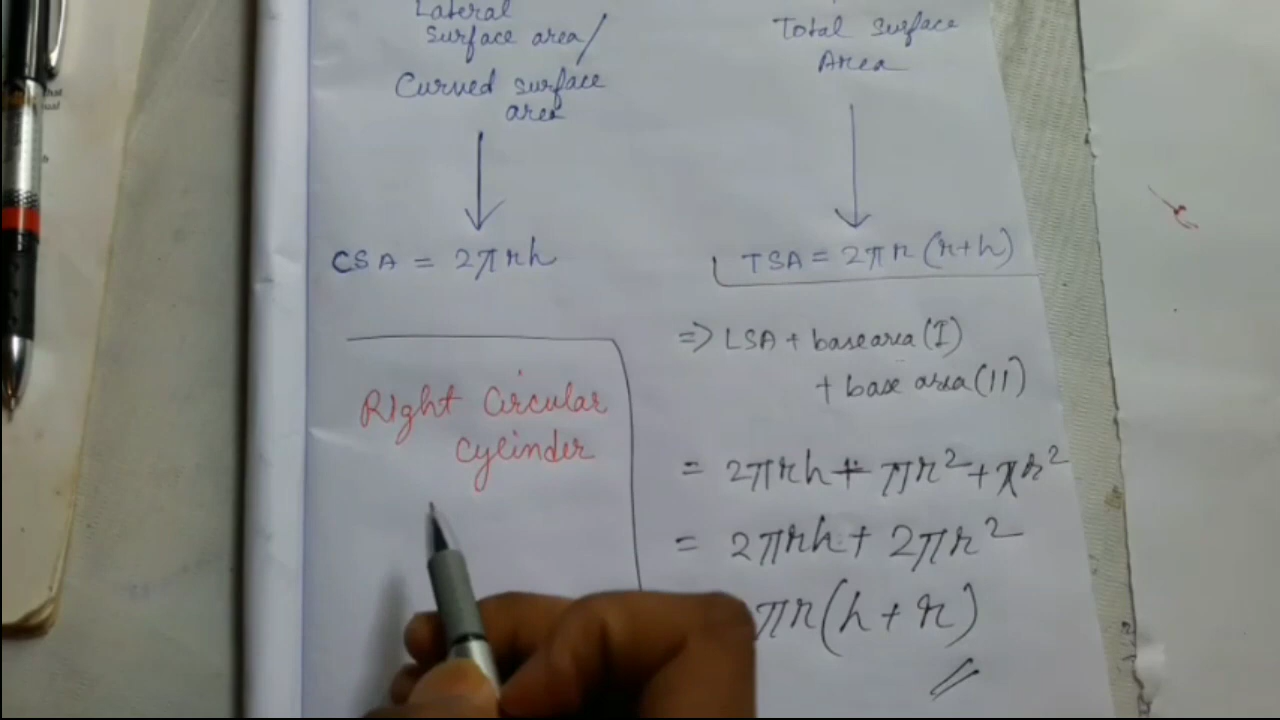 Lateral
Surface area/
Curved surface
area
CSA = 2πrh
Right Circular
cylinder
Total Surface
Area
TSA = 2πr (r+h)
=> LSA + base area (I)
+ base area (II)
= 2πrh + πr² + πr²
= 2πrh + 2πr²
πr(h + r)